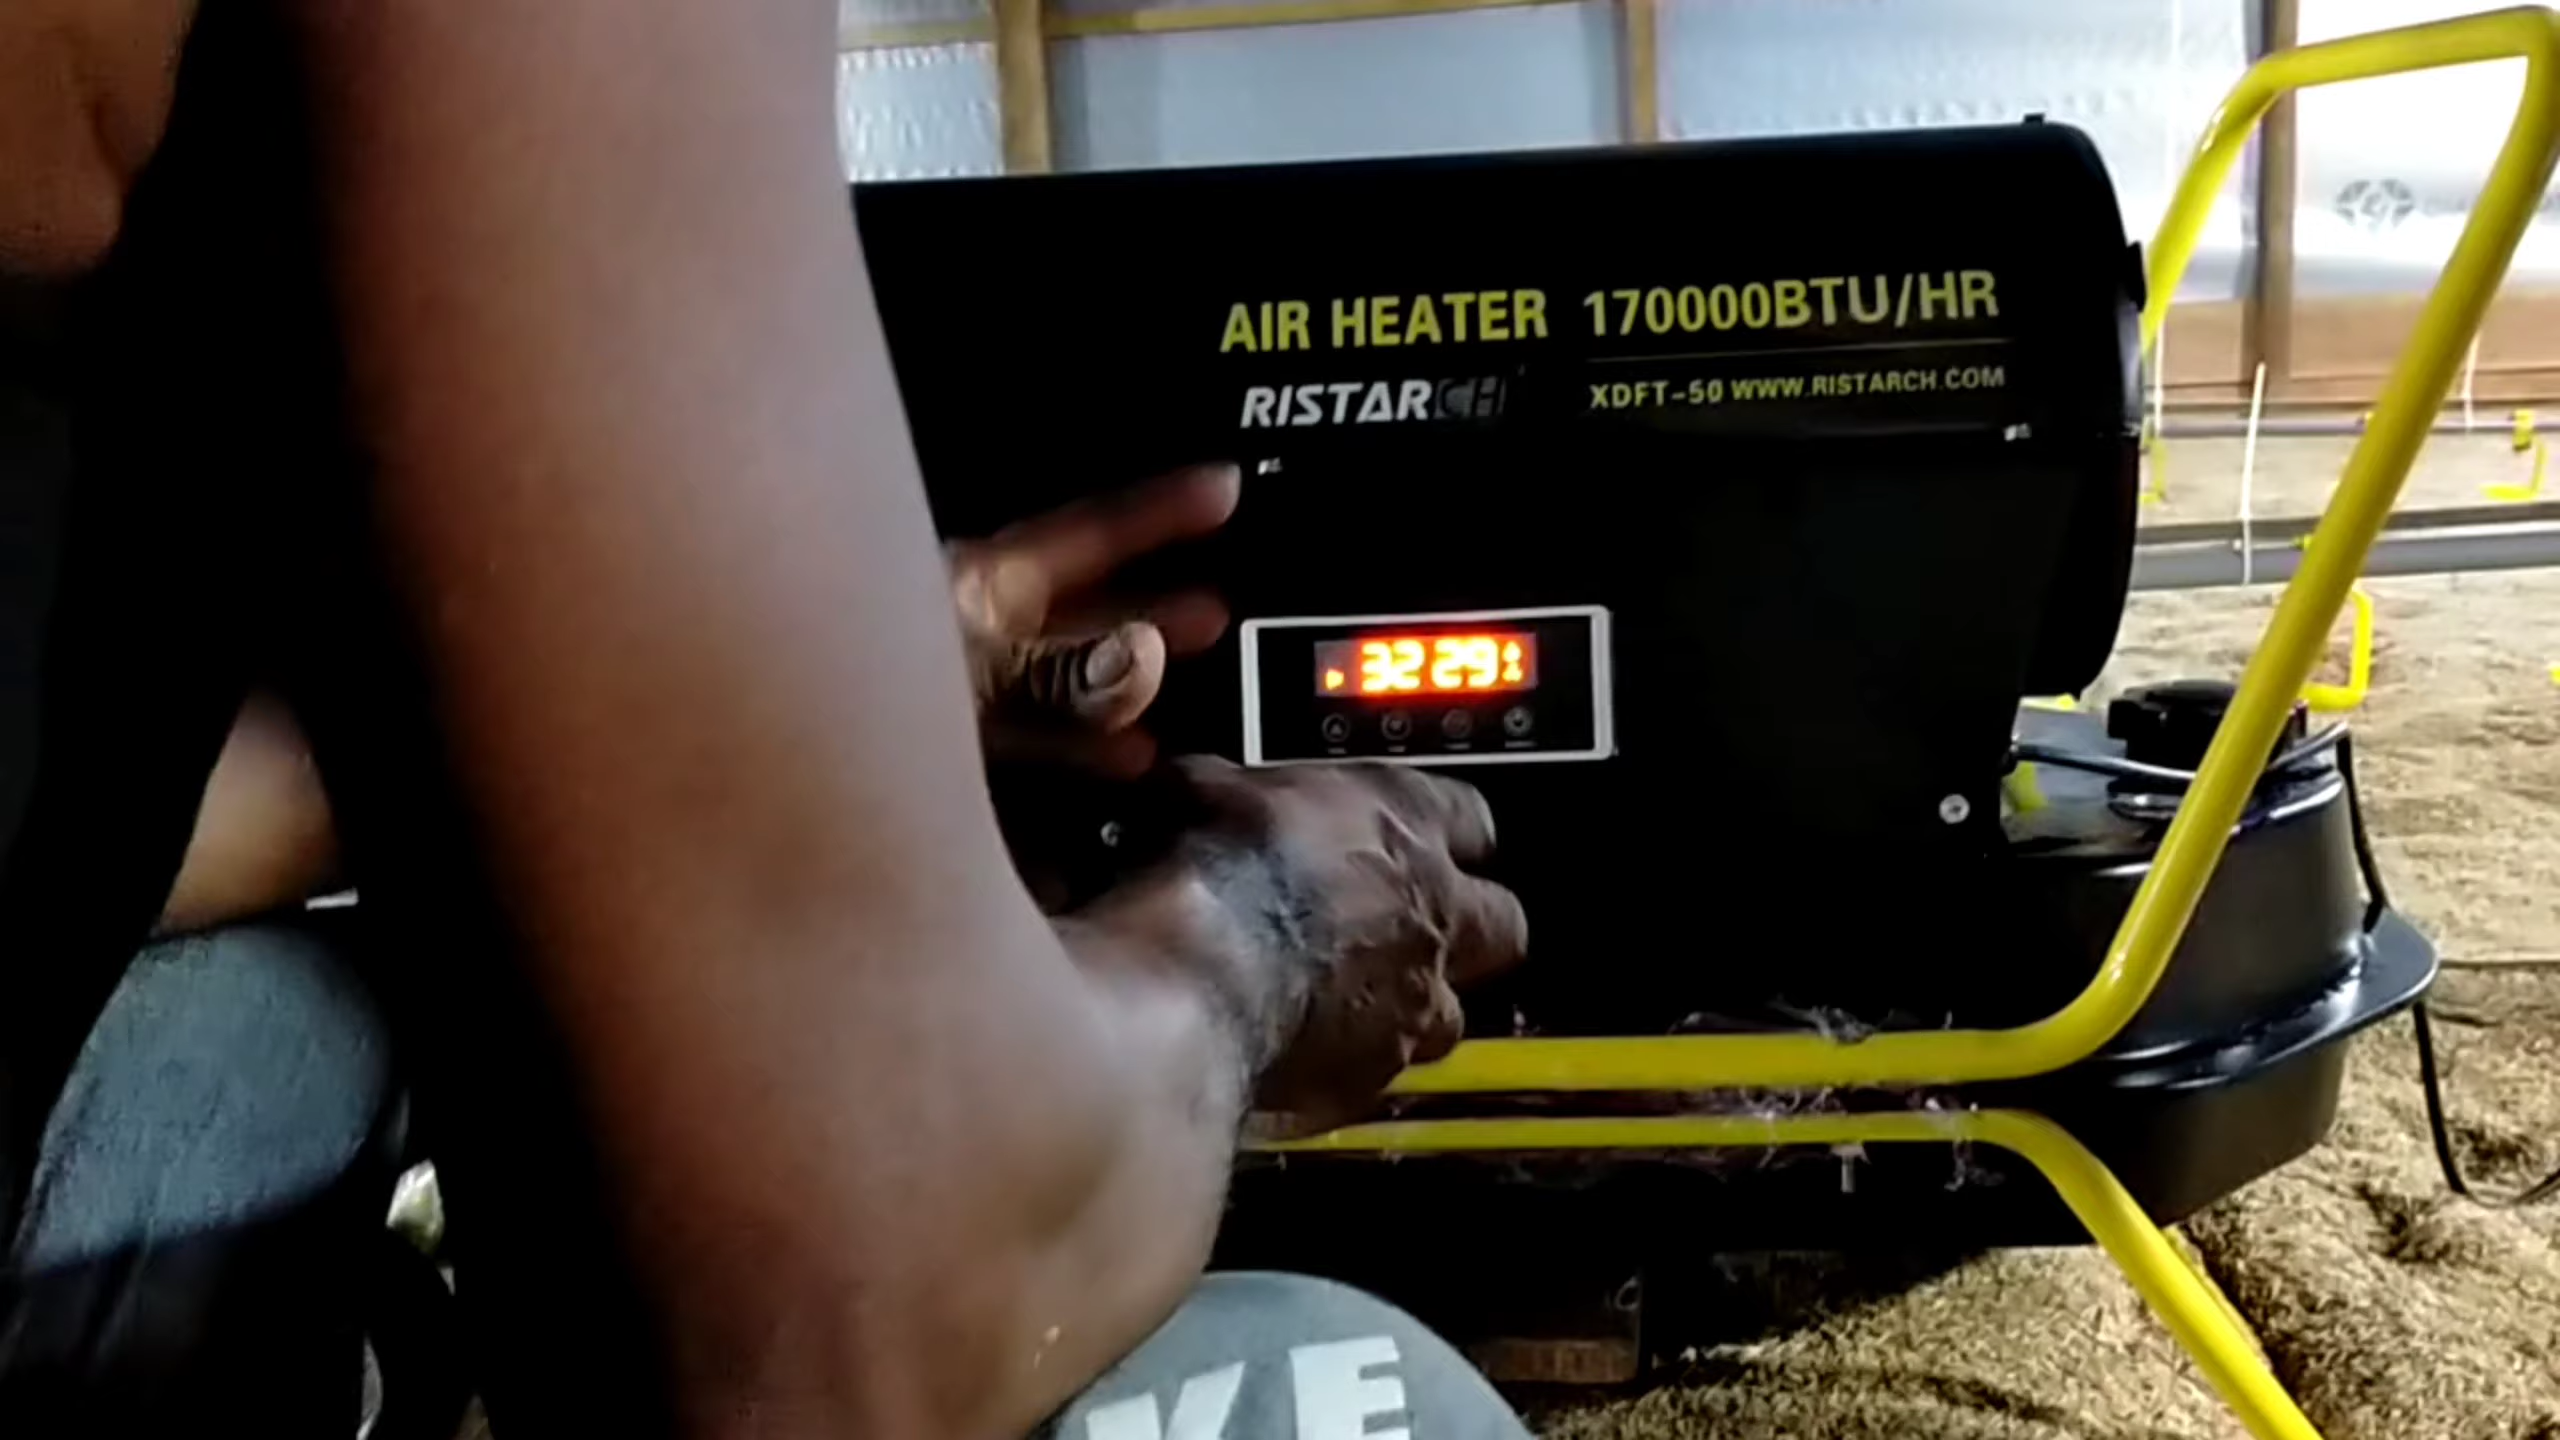 AIR HEATER 170000BTU/HR
RISTARCH XDFT-50 WWW.RISTARCH.COM
32 29
KE